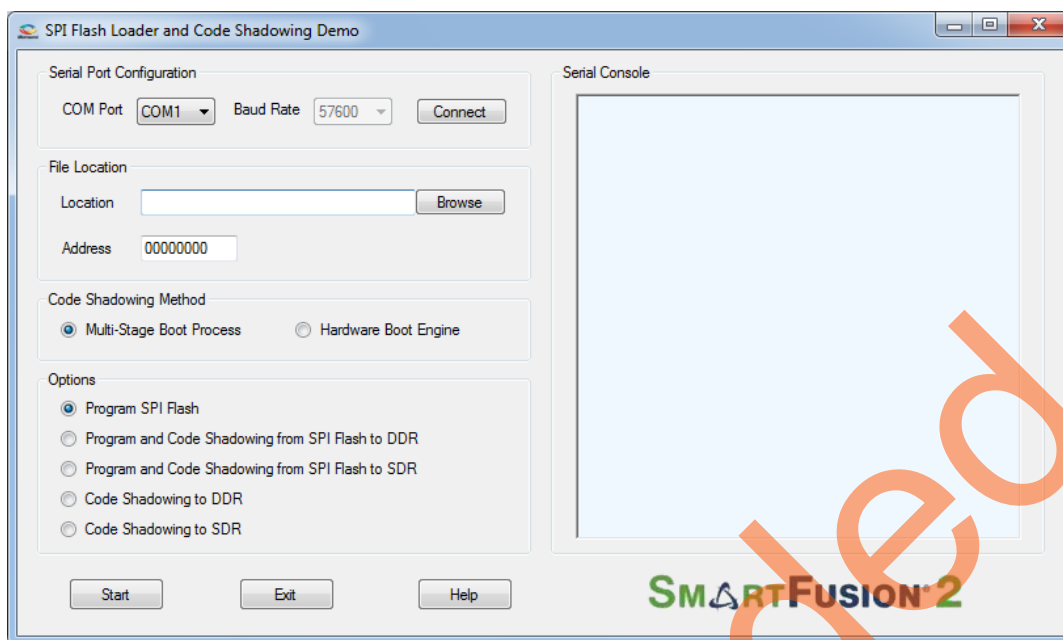 SPI Flash Loader and Code Shadowing Demo
Serial Port Configuration
COM Port COM1 Baud Rate 57600 Connect
File Location
Location Browse
Address 00000000
Code Shadowing Method
Multi-Stage Boot Process Hardware Boot Engine
Options
Program SPI Flash
Program and Code Shadowing from SPI Flash to DDR
Program and Code Shadowing from SPI Flash to SDR
Code Shadowing to DDR
Code Shadowing to SDR
Start Exit Help
Serial Console
SMARTFUSION® 2
ded